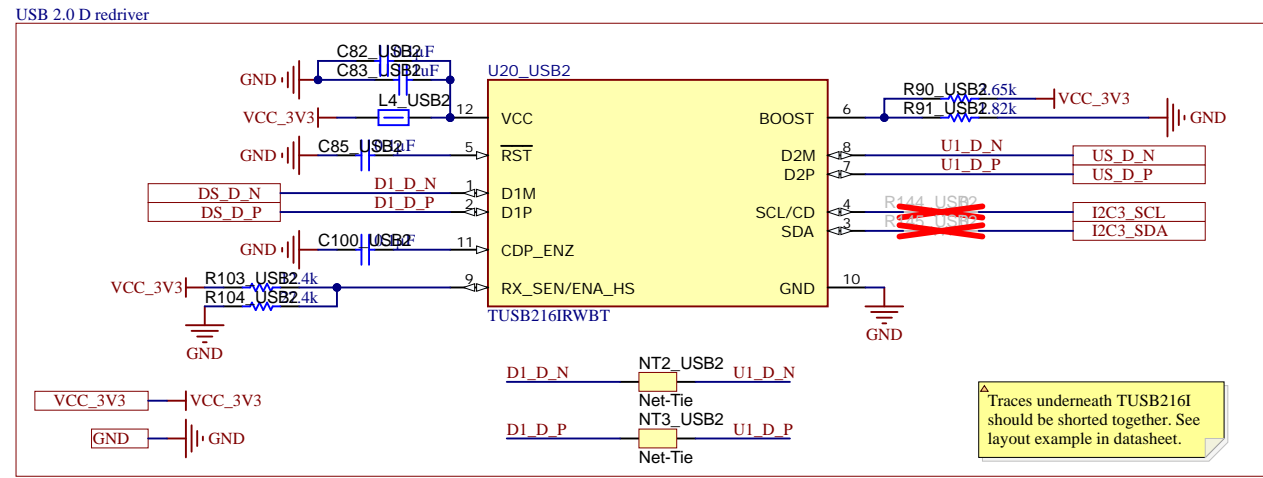 USB 2.0 D redriver
C82_USB2
GND
C83_USB2
U20_USB2
L4_USB2
VCC_3V3
12
VCC
BOOST
6
R90_USB2
VCC_3V3
R91_USB2
GND
C85_USB2
GND
5
RST
D2M
8
U1_D_N
US_D_N
D2P
7
U1_D_P
US_D_P
DS_D_N
D1_D_N
1
D1M
DS_D_P
D1_D_P
2
D1P
SCL/CD
4
I2C3_SCL
SDA
3
I2C3_SDA
GND
C100_USB2
11
CDP_ENZ
VCC_3V3
R103_USB2
R104_USB2
9
RX_SEN/ENA_HS
GND
10
TUSB216IRWBT
GND
GND
D1_D_N
NT2_USB2
U1_D_N
Net-Tie
D1_D_P
NT3_USB2
U1_D_P
Net-Tie
VCC_3V3
VCC_3V3
GND
GND
Traces underneath TUSB216I
should be shorted together. See
layout example in datasheet.